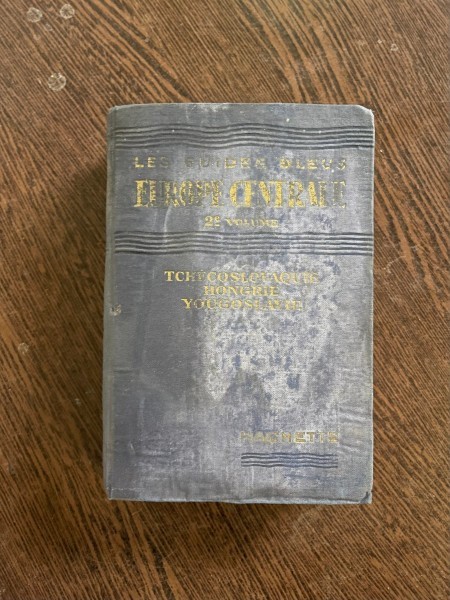 LES GUIDES BLEUS
EUROPE CENTRALE
2e VOLUME
TCHECOSLOVAQUIE
HONGRIE
YOUGOSLAVIE
HACHETTE